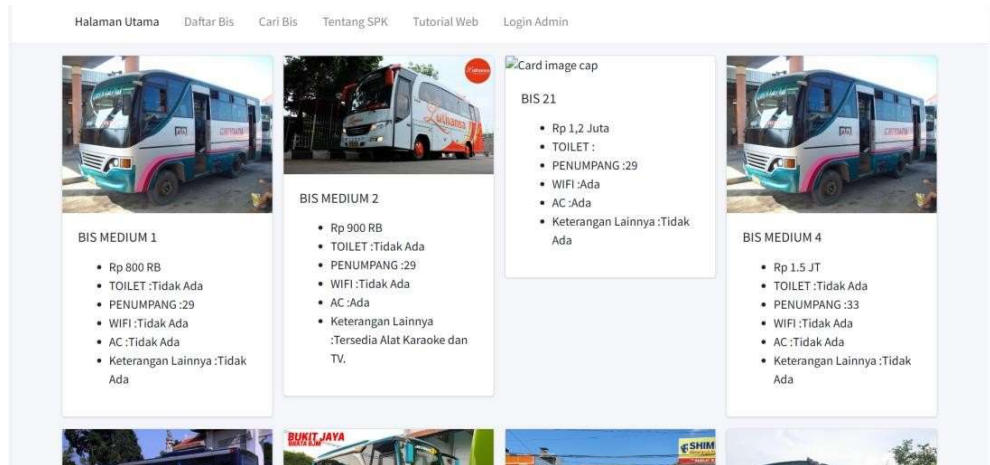 Halaman Utama Daftar Bis Cari Bis Tentang SPK Tutorial Web Login Admin
BIS MEDIUM 1
Rp 800 RB
TOILET :Tidak Ada
PENUMPANG :29
WIFI :Tidak Ada
AC :Tidak Ada
Keterangan Lainnya :Tidak
Ada
Luthansa
BIS MEDIUM 2
Rp 900 RB
TOILET :Tidak Ada
PENUMPANG :29
WIFI :Tidak Ada
AC :Ada
Keterangan Lainnya
:Tersedia Alat Karaoke dan
TV.
Card image cap
BIS 21
Rp 1,2 Juta
TOILET :
PENUMPANG :29
WIFI :Ada
AC :Ada
Keterangan Lainnya :Tidak
Ada
BIS MEDIUM 4
Rp 1.5 JT
TOILET :Tidak Ada
PENUMPANG :33
WIFI :Tidak Ada
AC :Tidak Ada
Keterangan Lainnya :Tidak
Ada
BUKIT JAYA
SHIM